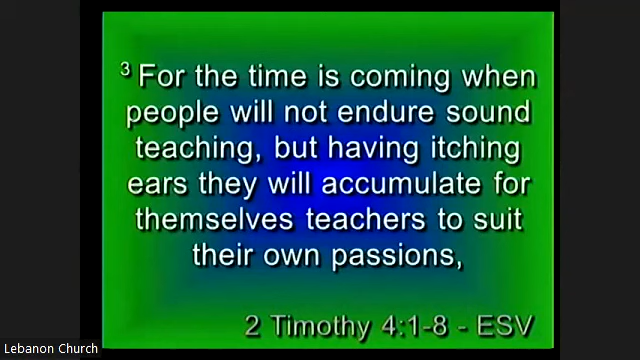 3 For the time is coming when
people will not endure sound
teaching, but having itching
ears they will accumulate for
themselves teachers to suit
their own passions,
2 Timothy 4:1-8 - ESV
Lebanon Church